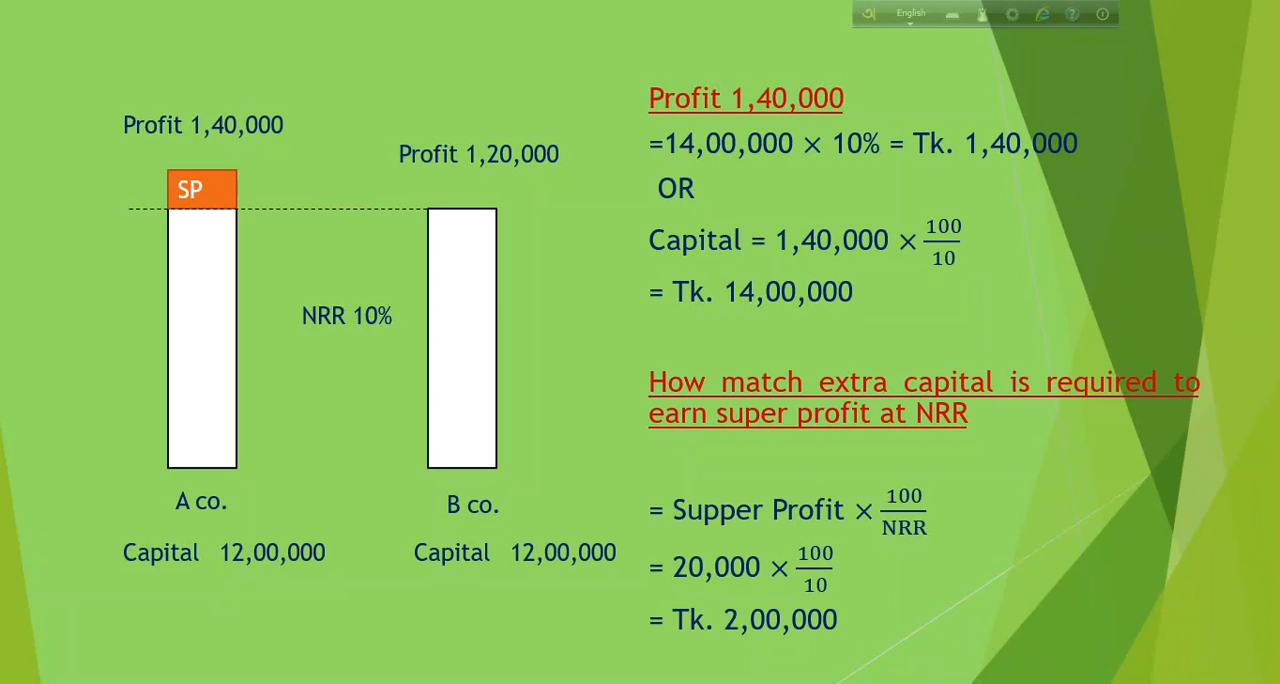 English
Profit 1,40,000
Profit 1,20,000
SP
NRR 10%
A co.
B co.
Capital 12,00,000
Capital 12,00,000
Profit 1,40,000
=14,00,000 × 10% = Tk. 1,40,000
OR
Capital = 1,40,000 × 100/10
= Tk. 14,00,000
How match extra capital is required to
earn super profit at NRR
= Supper Profit × 100/NRR
= 20,000 × 100/10
= Tk. 2,00,000